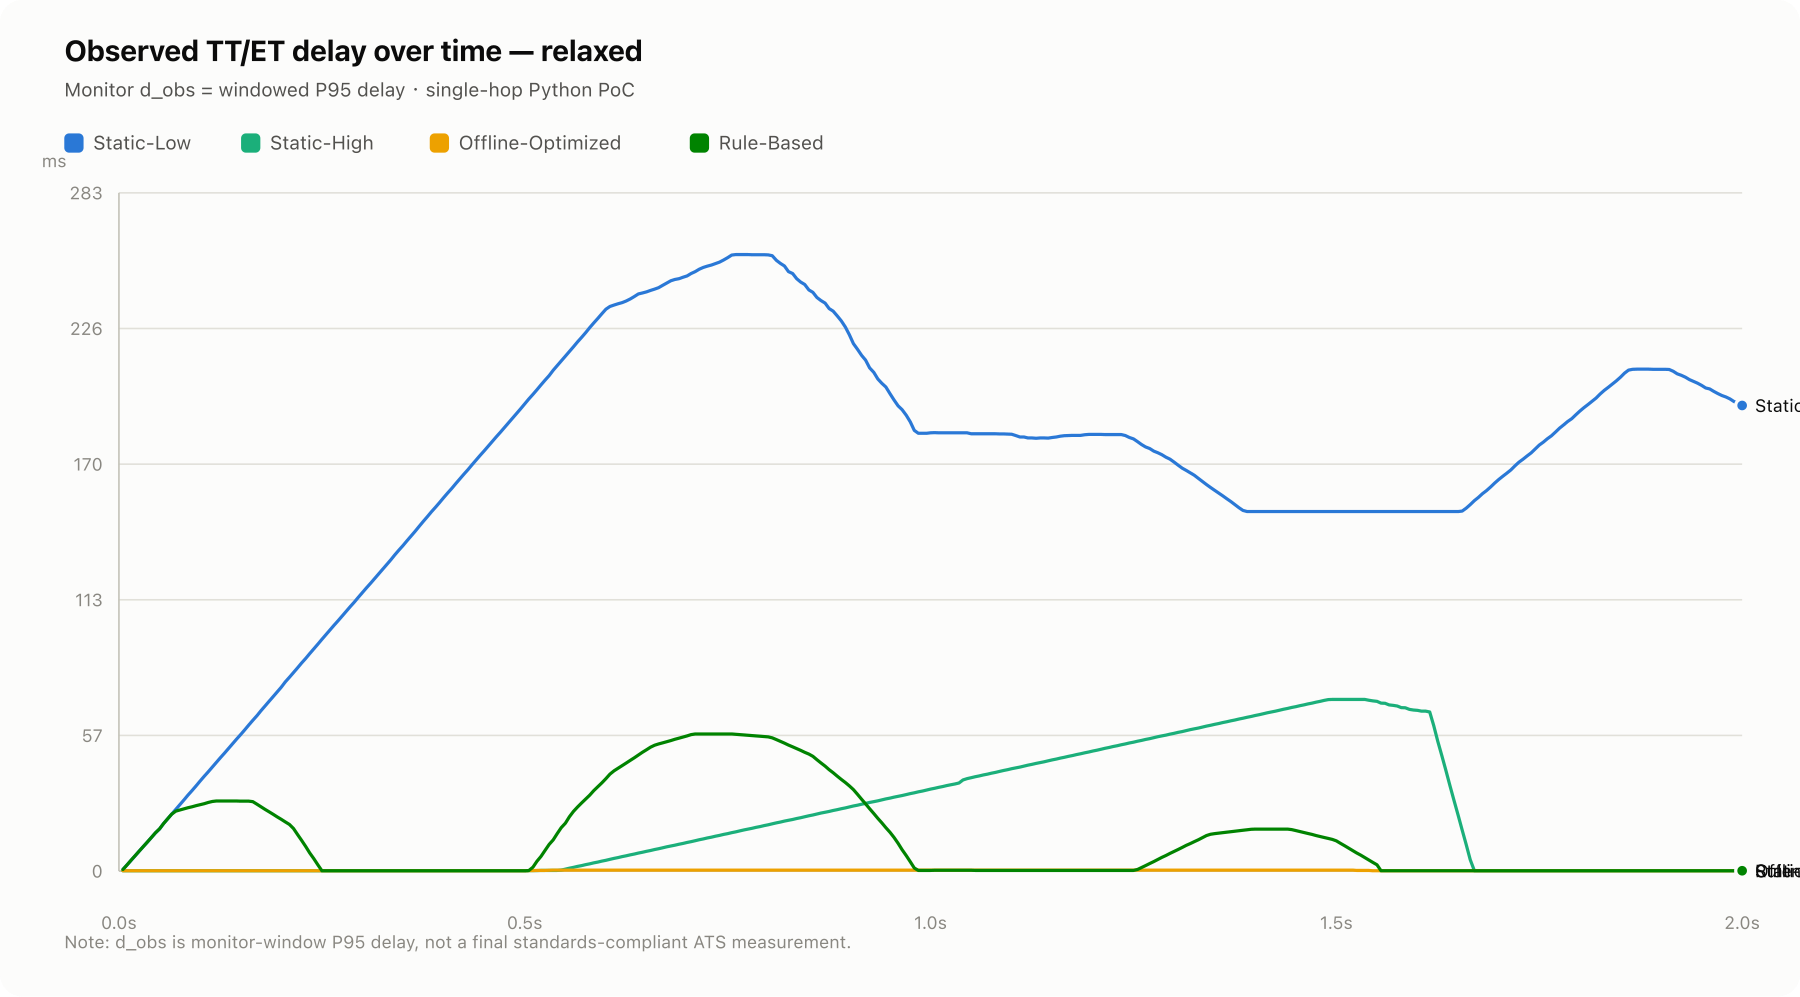 Observed TT/ET delay over time — relaxed
Monitor d_obs = windowed P95 delay · single-hop Python PoC
Static-Low Static-High Offline-Optimized Rule-Based
ms
283
226
170
113
57
0
Static
0.0s 0.5s 1.0s 1.5s 2.0s
Note: d_obs is monitor-window P95 delay, not a final standards-compliant ATS measurement.